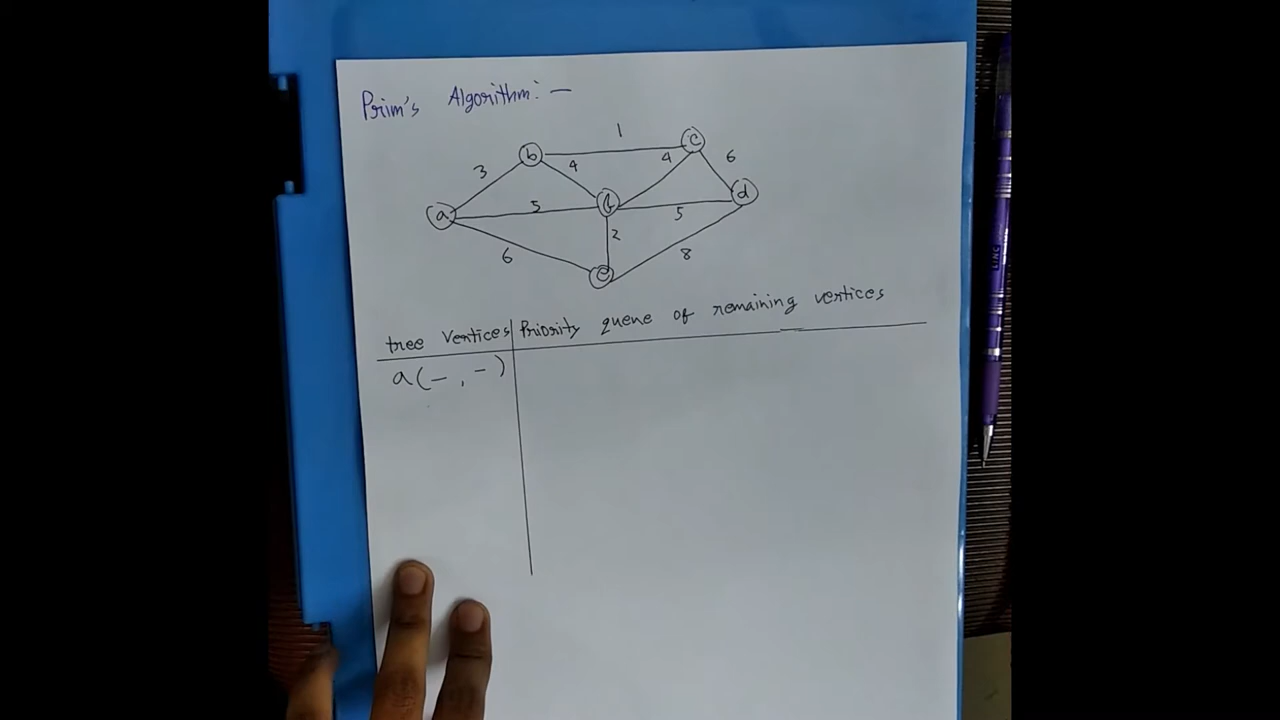 Prim's Algorithm:-
1
b
c
3
4
4
6
a
5
f
5
d
2
6
8
e
tree vertices Priority queue of remaining vertices
a(-,-)
LINC